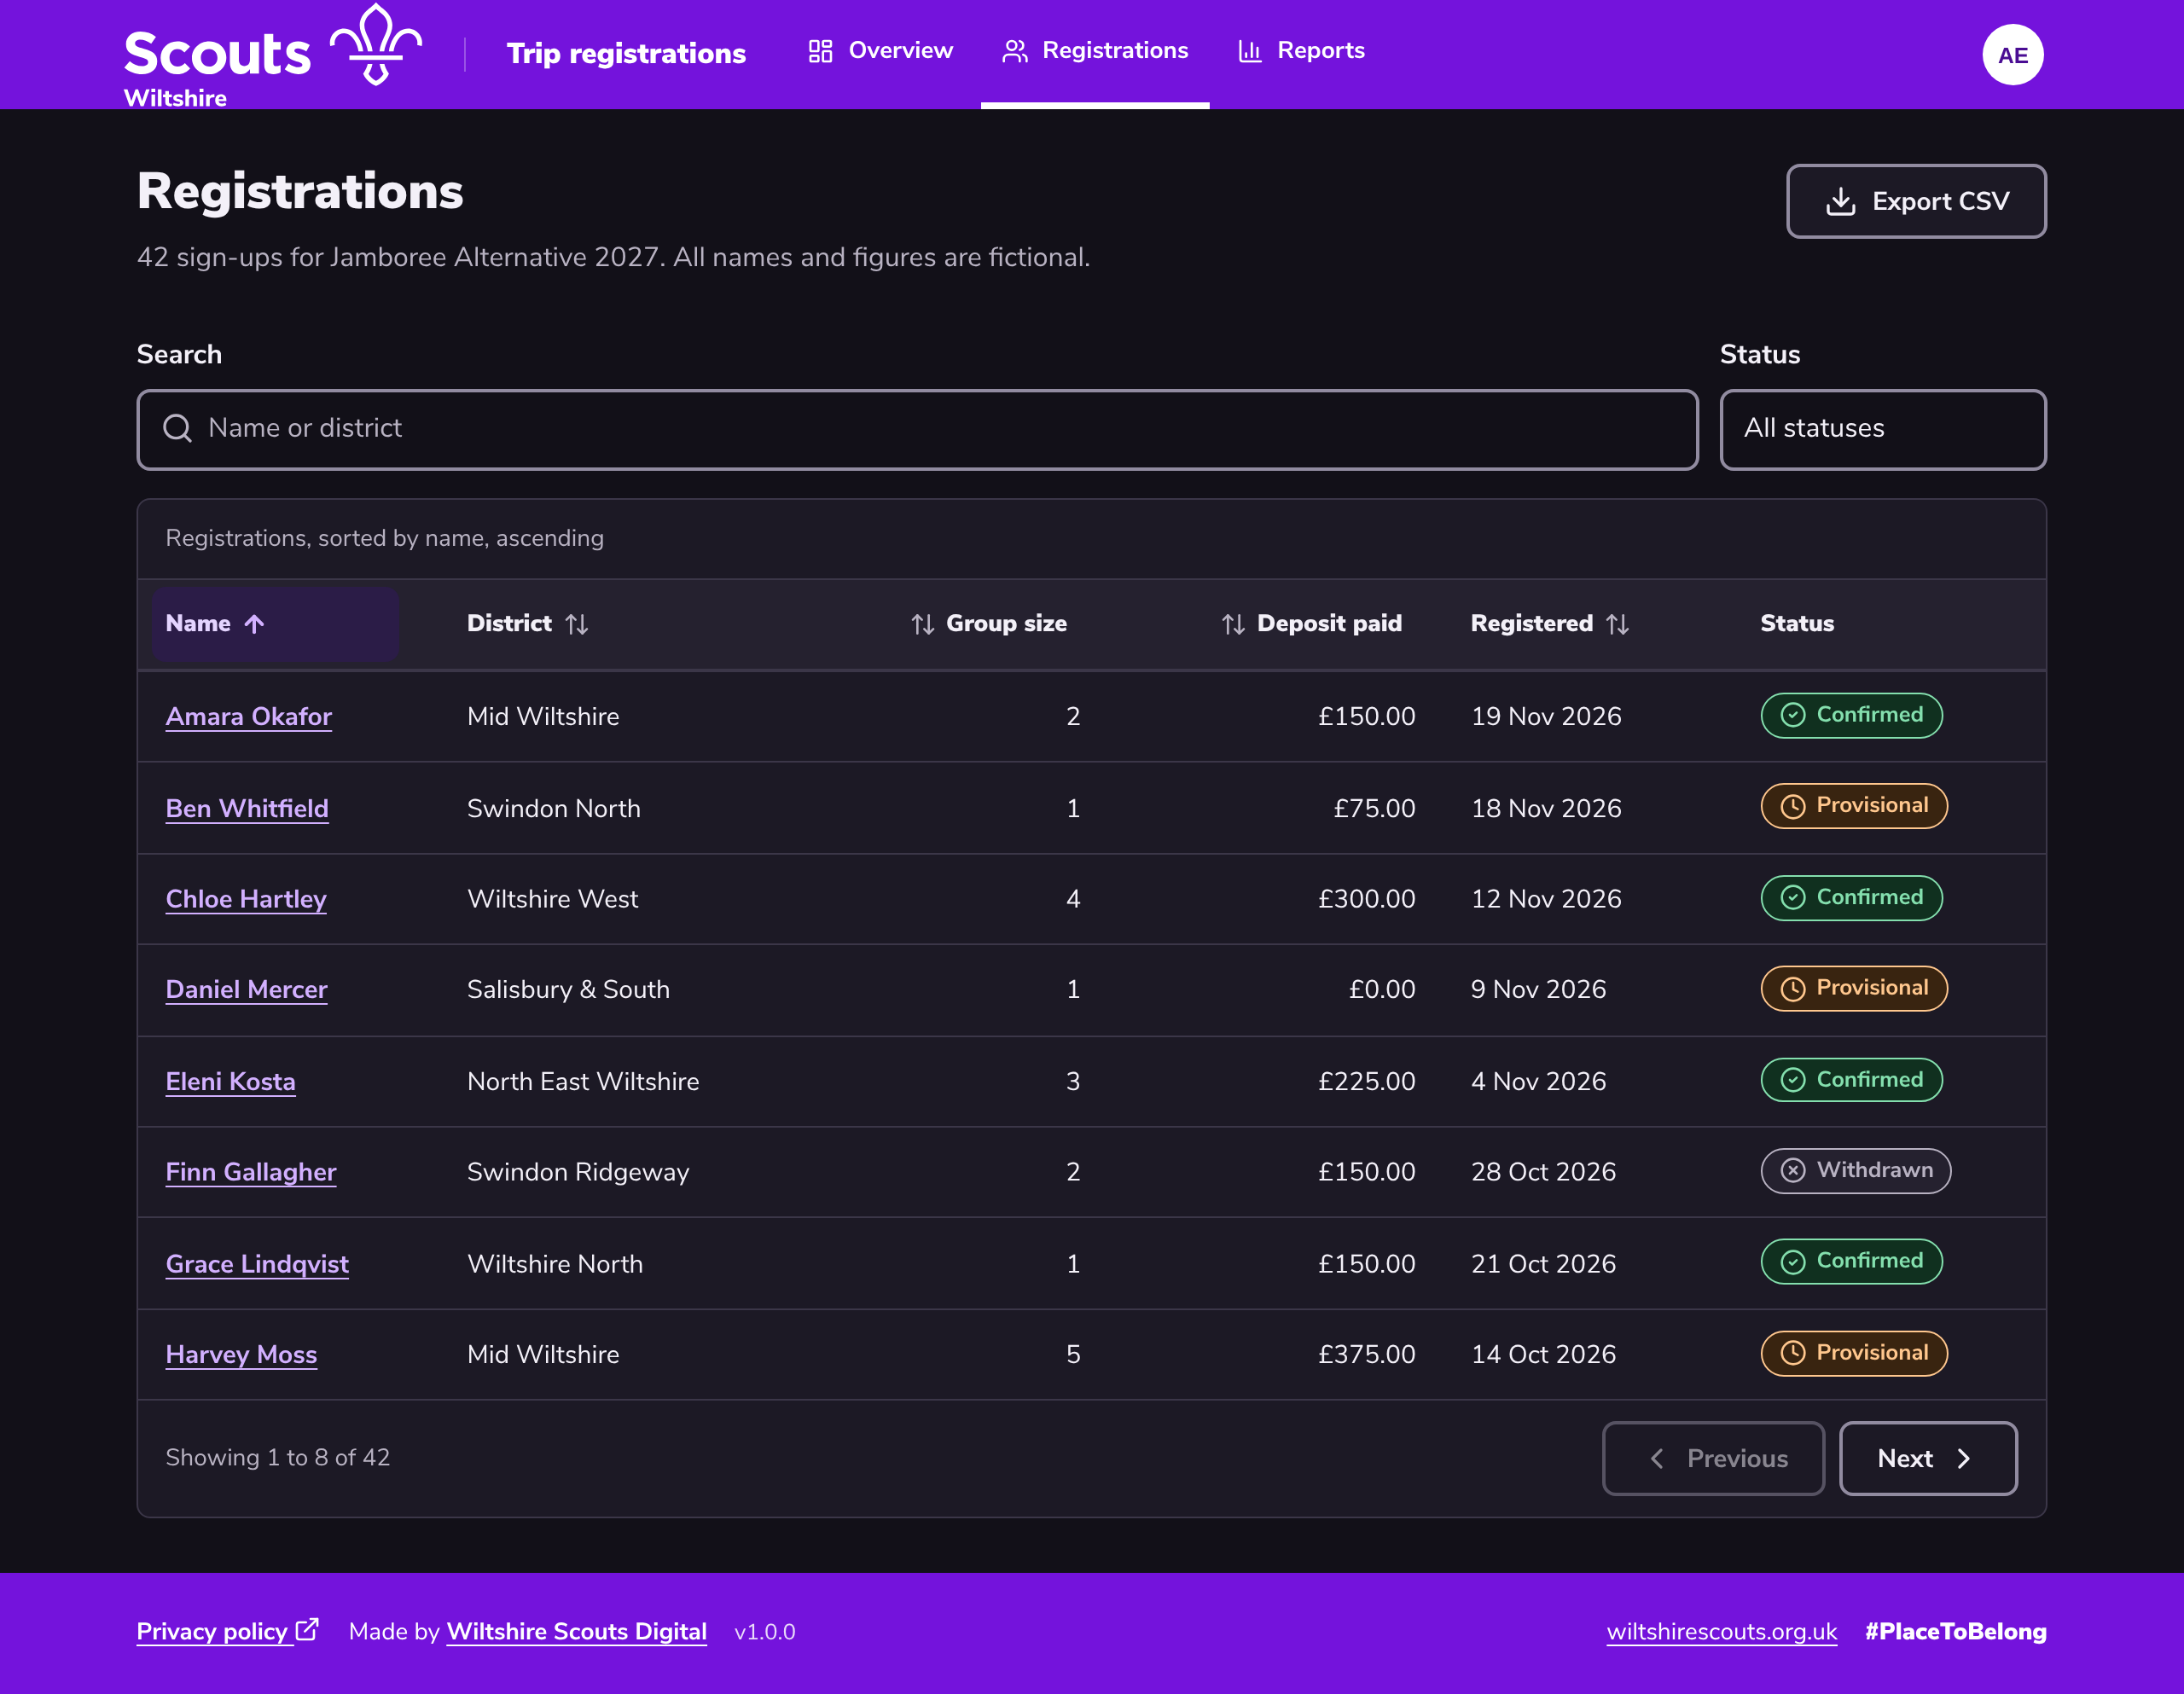 Scouts
Wiltshire
Trip registrations
Overview
Registrations
Reports
AE
Registrations
Export CSV
42 sign-ups for Jamboree Alternative 2027. All names and figures are fictional.
Search
Status
Name or district
All statuses
Registrations, sorted by name, ascending
Name District Group size Deposit paid Registered Status
Amara Okafor Mid Wiltshire 2 £150.00 19 Nov 2026 Confirmed
Ben Whitfield Swindon North 1 £75.00 18 Nov 2026 Provisional
Chloe Hartley Wiltshire West 4 £300.00 12 Nov 2026 Confirmed
Daniel Mercer Salisbury & South 1 £0.00 9 Nov 2026 Provisional
Eleni Kosta North East Wiltshire 3 £225.00 4 Nov 2026 Confirmed
Finn Gallagher Swindon Ridgeway 2 £150.00 28 Oct 2026 Withdrawn
Grace Lindqvist Wiltshire North 1 £150.00 21 Oct 2026 Confirmed
Harvey Moss Mid Wiltshire 5 £375.00 14 Oct 2026 Provisional
Showing 1 to 8 of 42
Previous
Next
Privacy policy Made by Wiltshire Scouts Digital v1.0.0
wiltshirescouts.org.uk #PlaceToBelong